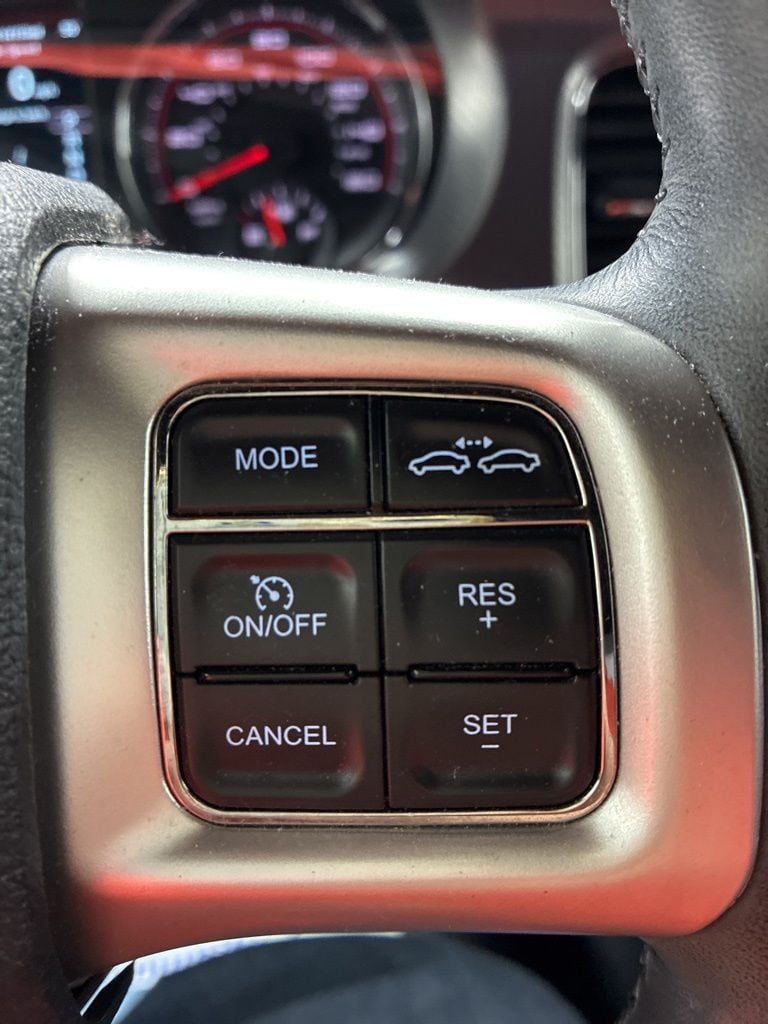 MODE
ON/OFF
RES
+
CANCEL
SET
−